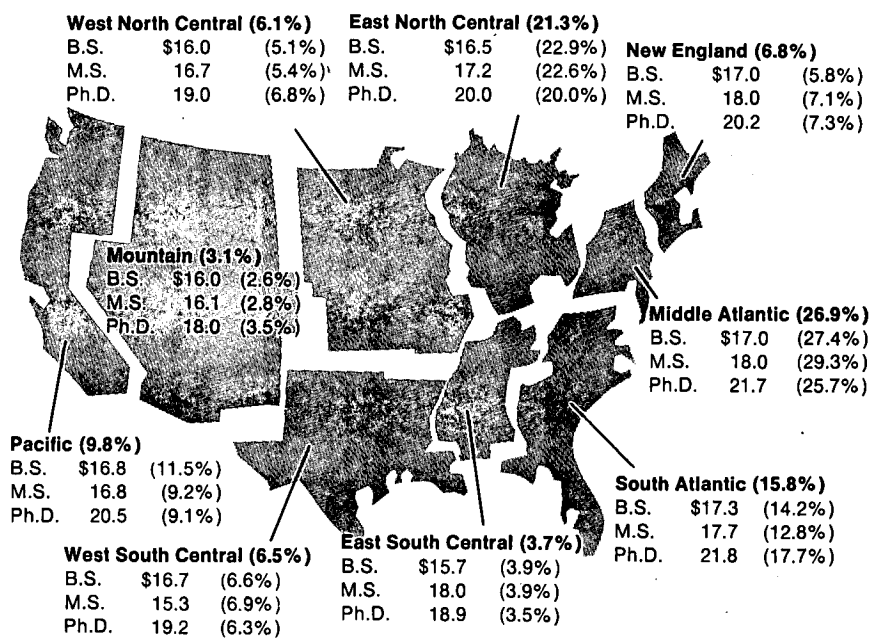 West North Central (6.1%)
B.S. $16.0 (5.1%)
M.S. 16.7 (5.4%)
Ph.D. 19.0 (6.8%)
East North Central (21.3%)
B.S. $16.5 (22.9%)
M.S. 17.2 (22.6%)
Ph.D. 20.0 (20.0%)
New England (6.8%)
B.S. $17.0 (5.8%)
M.S. 18.0 (7.1%)
Ph.D. 20.2 (7.3%)
Mountain (3.1%)
B.S. $16.0 (2.6%)
M.S. 16.1 (2.8%)
Ph.D. 18.0 (3.5%)
Middle Atlantic (26.9%)
B.S. $17.0 (27.4%)
M.S. 18.0 (29.3%)
Ph.D. 21.7 (25.7%)
Pacific (9.8%)
B.S. $16.8 (11.5%)
M.S. 16.8 (9.2%)
Ph.D. 20.5 (9.1%)
South Atlantic (15.8%)
B.S. $17.3 (14.2%)
M.S. 17.7 (12.8%)
Ph.D. 21.8 (17.7%)
West South Central (6.5%)
B.S. $16.7 (6.6%)
M.S. 15.3 (6.9%)
Ph.D. 19.2 (6.3%)
East South Central (3.7%)
B.S. $15.7 (3.9%)
M.S. 18.0 (3.9%)
Ph.D. 18.9 (3.5%)